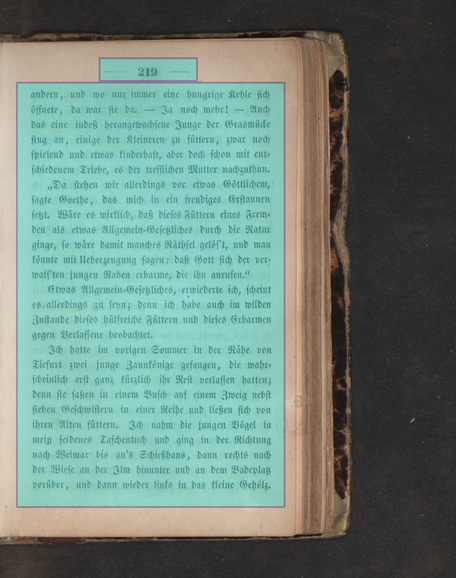 219
andern, und wo nur immer eine hungrige Kehle sich
öffnete, da war sie da. — Ja noch mehr! — Auch
das eine indeß herangewachsene Junge der Grasmücke
fing an, einige der Kleineren zu füttern, zwar noch
spielend und etwas kinderhaft, aber doch schon mit ent-
schiedenem Triebe, es der trefflichen Mutter nachzuthun.
„Da stehen wir allerdings vor etwas Göttlichem,
sagte Goethe, das mich in ein freudiges Erstaunen
setzt. Wäre es wirklich, daß dieses Füttern eines Frem-
den als etwas Allgemein-Gesetzliches durch die Natur
ginge, so wäre damit manches Räthsel gelös't, und man
könnte mit Ueberzeugung sagen: daß Gott sich der ver-
wais'ten jungen Raben erbarme, die ihn anrufen.“
Etwas Allgemein-Gesetzliches, erwiederte ich, scheint
es allerdings zu seyn; denn ich habe auch im wilden
Zustande dieses hülfreiche Füttern und dieses Erbarmen
gegen Verlassene beobachtet.
Ich hatte im vorigen Sommer in der Nähe von
Tiefurt zwei junge Zaunkönige gefangen, die wahr-
scheinlich erst ganz kürzlich ihr Nest verlassen hatten;
denn sie saßen in einem Busch auf einem Zweig nebst
sieben Geschwistern in einer Reihe und ließen sich von
ihren Alten füttern. Ich nahm die jungen Vögel in
mein seidenes Taschentuch und ging in der Richtung
nach Weimar bis an's Schießhaus, dann rechts nach
der Wiese an der Ilm hinunter und an dem Badeplatz
vorüber, und dann wieder links in das kleine Gehölz.